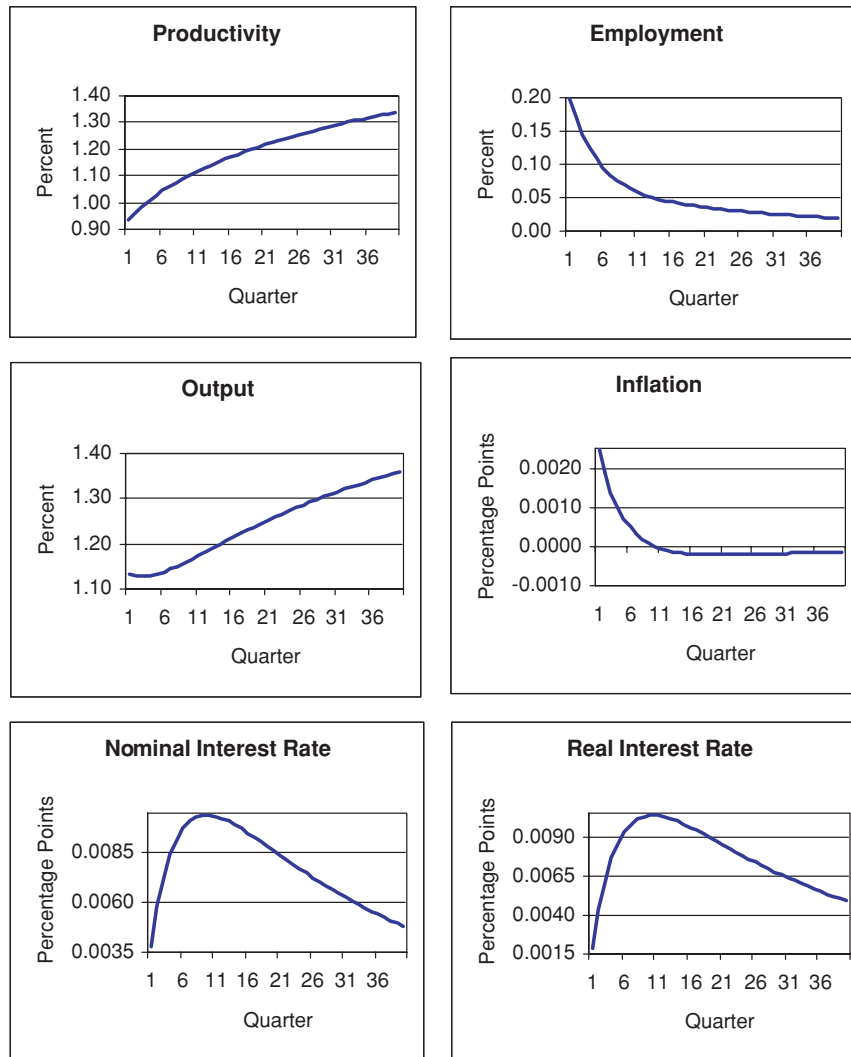 Productivity
1.40
1.30
1.20
1.10
1.00
0.90
Percent
1 6 11 16 21 26 31 36
Quarter
Employment
0.20
0.15
0.10
0.05
0.00
Percent
1 6 11 16 21 26 31 36
Quarter
Output
1.40
1.30
1.20
1.10
Percent
1 6 11 16 21 26 31 36
Quarter
Inflation
0.0020
0.0010
0.0000
-0.0010
Percentage Points
1 6 11 16 21 26 31 36
Quarter
Nominal Interest Rate
0.0085
0.0060
0.0035
Percentage Points
1 6 11 16 21 26 31 36
Quarter
Real Interest Rate
0.0090
0.0065
0.0040
0.0015
Percentage Points
1 6 11 16 21 26 31 36
Quarter